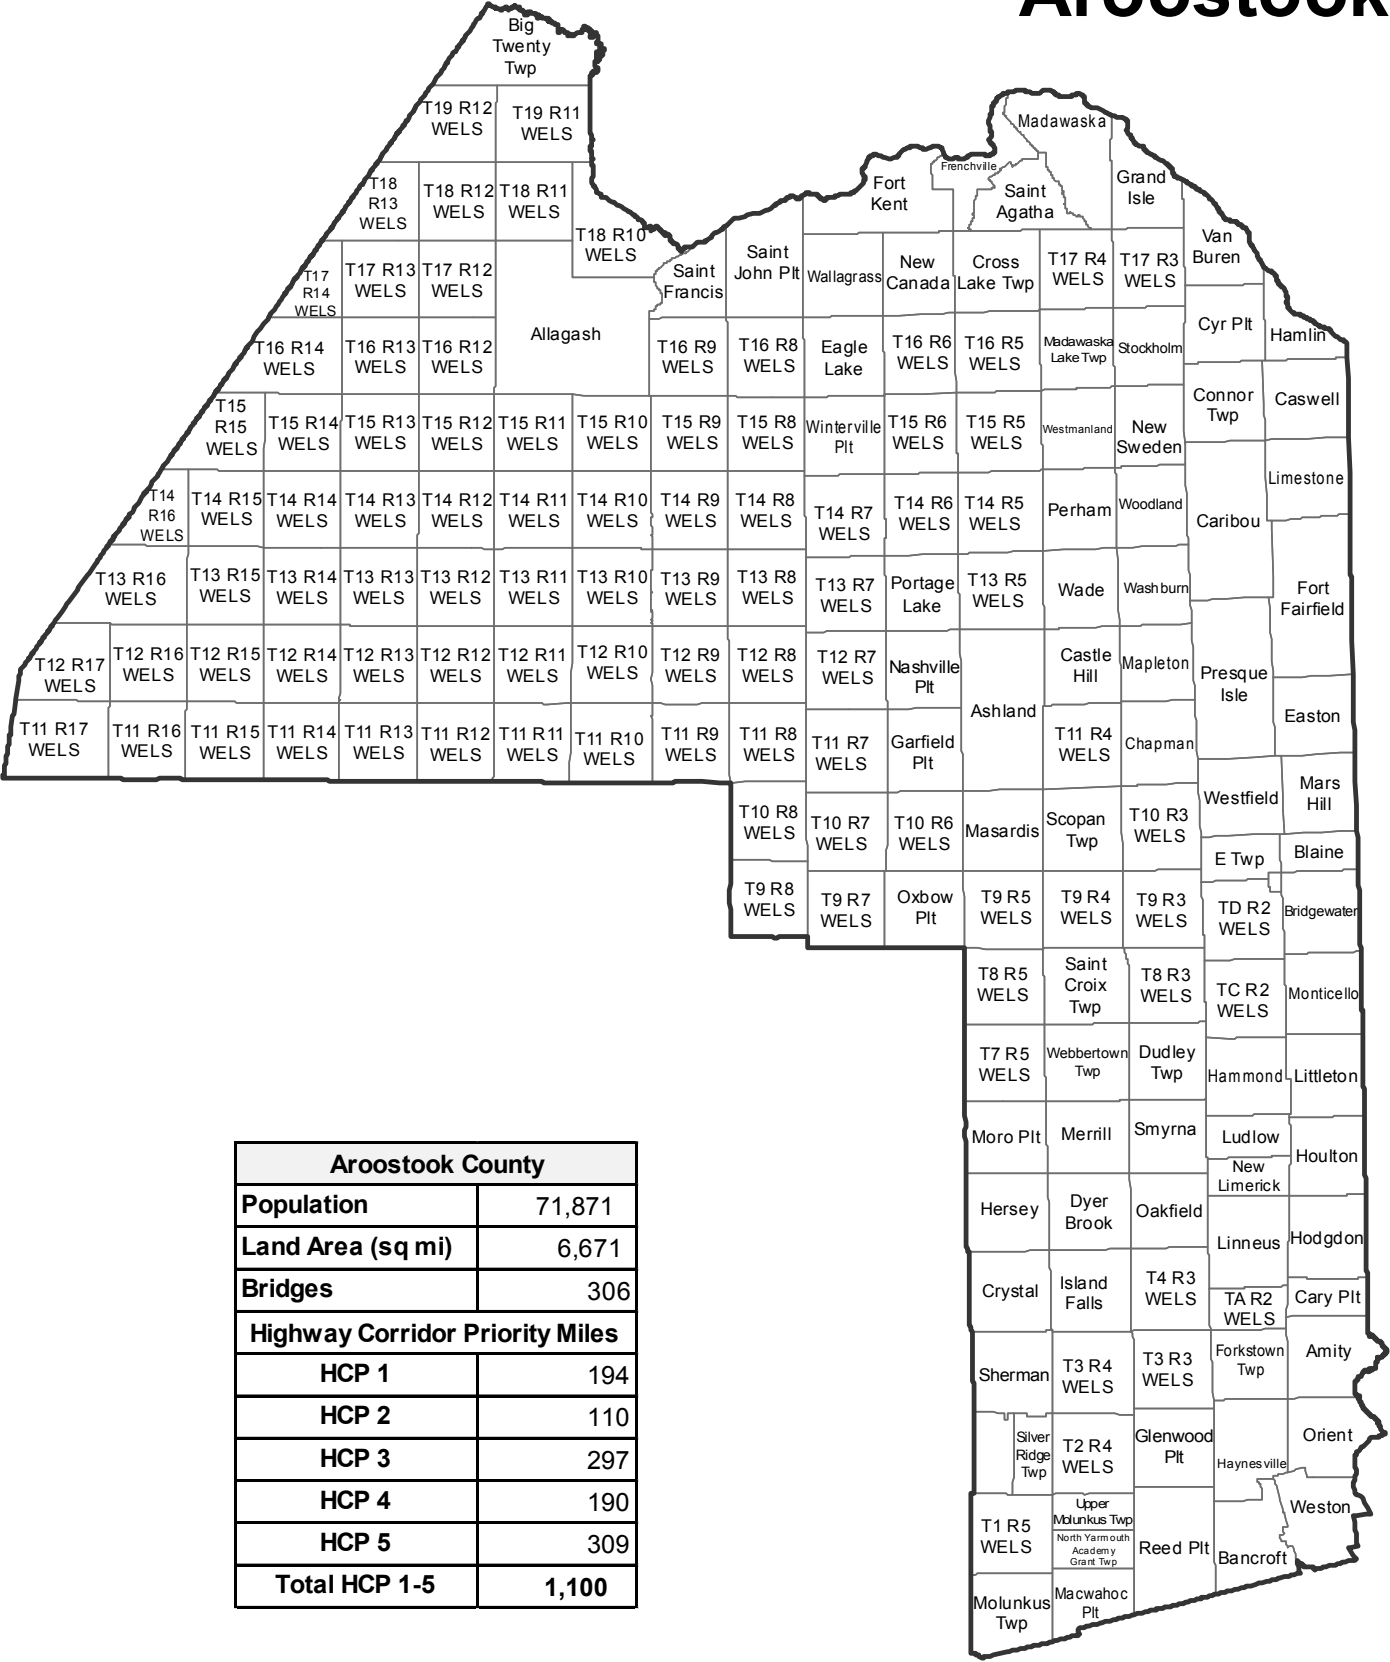 Aroostook
Big
Twenty
Twp
T19 R12
WELS
T19 R11
WELS
Madawaska
Frenchville
Grand
Isle
Fort
Kent
Saint
Agatha
T18
R13
WELS
T18 R12
WELS
T18 R11
WELS
T18 R10
WELS
Van
Buren
Saint
Francis
Saint
John Plt
Wallagrass
New
Canada
Cross
Lake Twp
T17 R4
WELS
T17 R3
WELS
T17
R14
WELS
T17 R13
WELS
T17 R12
WELS
Allagash
Cyr Plt
Hamlin
T16 R14
WELS
T16 R13
WELS
T16 R12
WELS
T16 R9
WELS
T16 R8
WELS
Eagle
Lake
T16 R6
WELS
T16 R5
WELS
Madawaska
Lake Twp
Stockholm
Connor
Twp
Caswell
T15
R15
WELS
T15 R14
WELS
T15 R13
WELS
T15 R12
WELS
T15 R11
WELS
T15 R10
WELS
T15 R9
WELS
T15 R8
WELS
Winterville
Plt
T15 R6
WELS
T15 R5
WELS
Westmanland
New
Sweden
Limestone
T14
R16
WELS
T14 R15
WELS
T14 R14
WELS
T14 R13
WELS
T14 R12
WELS
T14 R11
WELS
T14 R10
WELS
T14 R9
WELS
T14 R8
WELS
T14 R7
WELS
T14 R6
WELS
T14 R5
WELS
Perham
Woodland
Caribou
T13 R16
WELS
T13 R15
WELS
T13 R14
WELS
T13 R13
WELS
T13 R12
WELS
T13 R11
WELS
T13 R10
WELS
T13 R9
WELS
T13 R8
WELS
T13 R7
WELS
Portage
Lake
T13 R5
WELS
Wade
Washburn
Fort
Fairfield
T12 R17
WELS
T12 R16
WELS
T12 R15
WELS
T12 R14
WELS
T12 R13
WELS
T12 R12
WELS
T12 R11
WELS
T12 R10
WELS
T12 R9
WELS
T12 R8
WELS
T12 R7
WELS
Nashville
Plt
Ashland
Castle
Hill
Mapleton
Presque
Isle
Easton
T11 R17
WELS
T11 R16
WELS
T11 R15
WELS
T11 R14
WELS
T11 R13
WELS
T11 R12
WELS
T11 R11
WELS
T11 R10
WELS
T11 R9
WELS
T11 R8
WELS
T11 R7
WELS
Garfield
Plt
T11 R4
WELS
Chapman
Westfield
Mars
Hill
T10 R8
WELS
T10 R7
WELS
T10 R6
WELS
Masardis
Scopan
Twp
T10 R3
WELS
E Twp
Blaine
T9 R8
WELS
T9 R7
WELS
Oxbow
Plt
T9 R5
WELS
T9 R4
WELS
T9 R3
WELS
TD R2
WELS
Bridgewater
T8 R5
WELS
Saint
Croix
Twp
T8 R3
WELS
TC R2
WELS
Monticello
T7 R5
WELS
Webbertown
Twp
Dudley
Twp
Hammond
Littleton
Moro Plt
Merrill
Smyrna
Ludlow
Houlton
New
Limerick
Hersey
Dyer
Brook
Oakfield
Linneus
Hodgdon
Crystal
Island
Falls
T4 R3
WELS
TA R2
WELS
Cary Plt
Sherman
T3 R4
WELS
T3 R3
WELS
Forkstown
Twp
Amity
Silver
Ridge
Twp
T2 R4
WELS
Glenwood
Plt
Haynesville
Orient
T1 R5
WELS
Upper
Molunkus Twp
North Yarmouth
Academy
Grant Twp
Reed Plt
Bancroft
Weston
Molunkus
Twp
Macwahoc
Plt
Aroostook County
Population 71,871
Land Area (sq mi) 6,671
Bridges 306
Highway Corridor Priority Miles
HCP 1 194
HCP 2 110
HCP 3 297
HCP 4 190
HCP 5 309
Total HCP 1-5 1,100